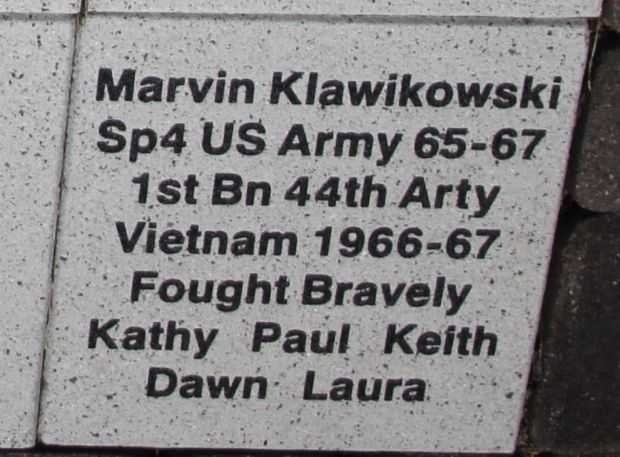 Marvin Klawikowski
Sp4 US Army 65-67
1st Bn 44th Arty
Vietnam 1966-67
Fought Bravely
Kathy Paul Keith
Dawn Laura